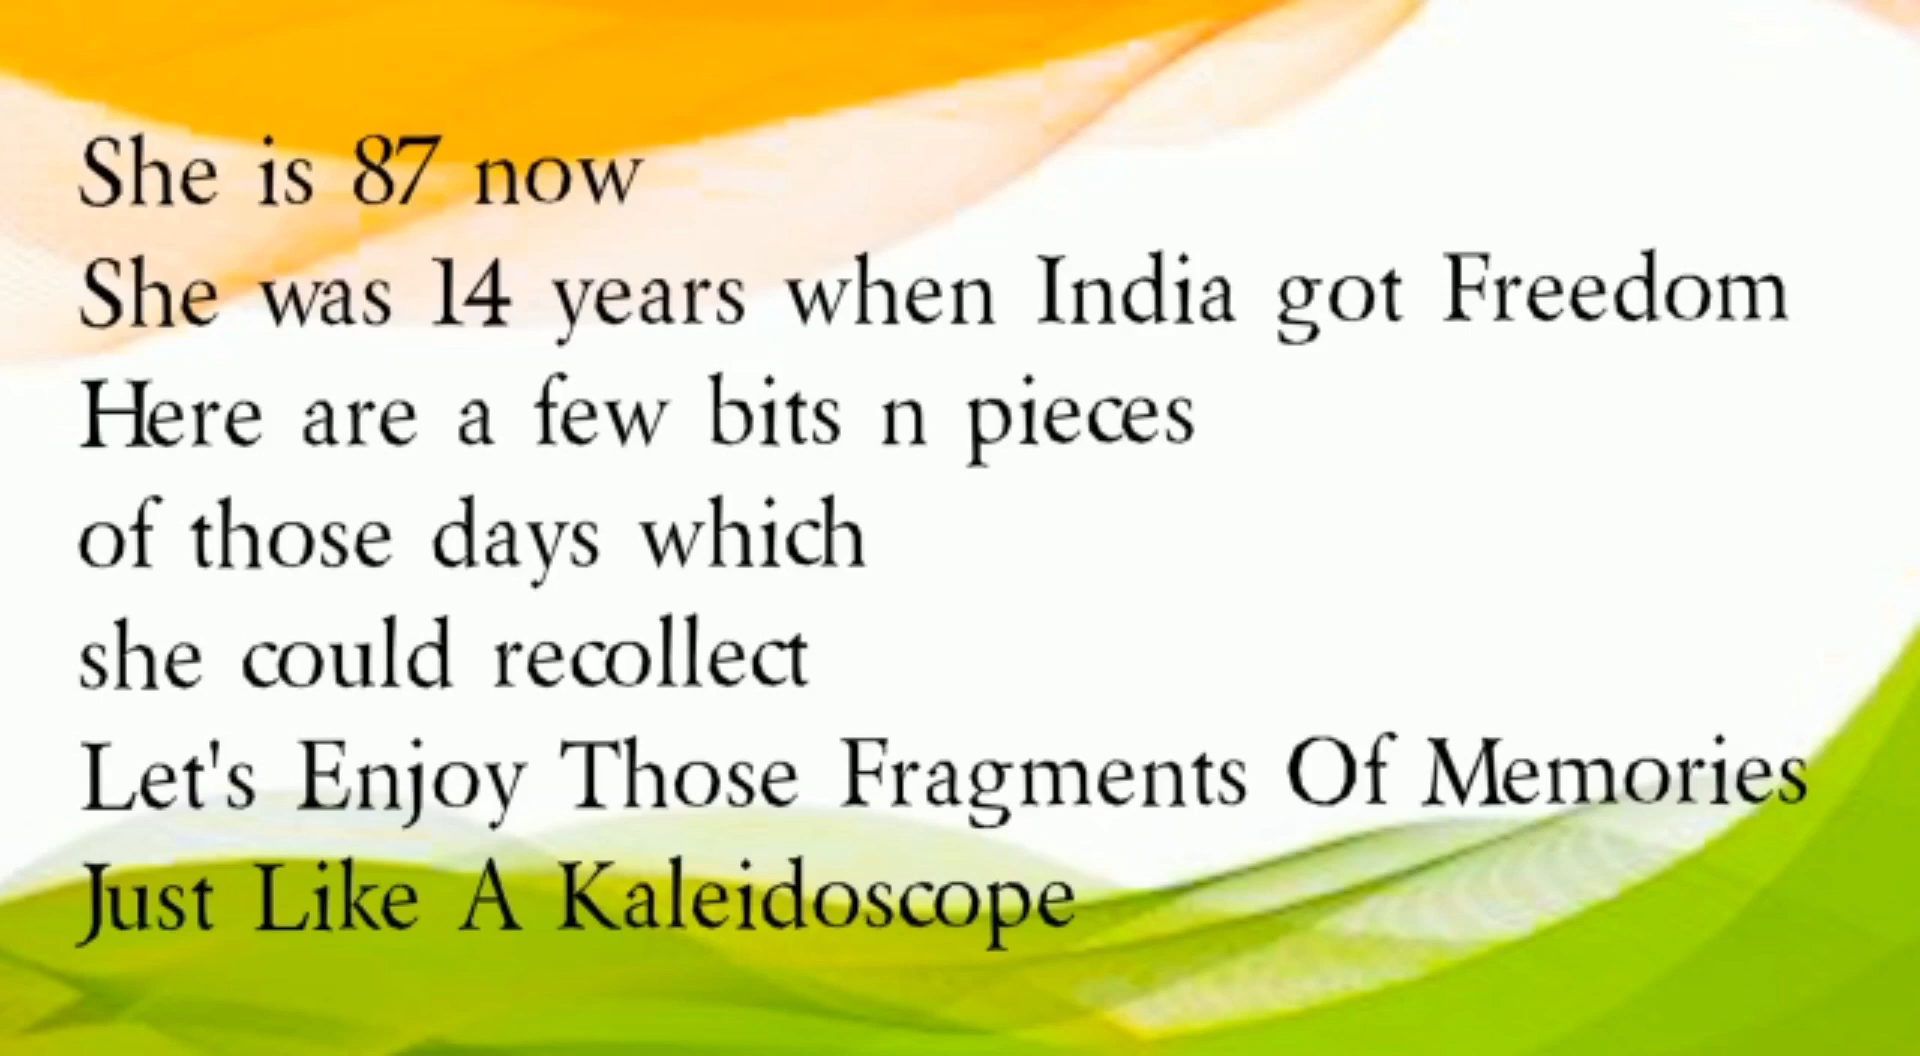 She is 87 now
She was 14 years when India got Freedom
Here are a few bits n pieces
of those days which
she could recollect
Let's Enjoy Those Fragments Of Memories
Just Like A Kaleidoscope